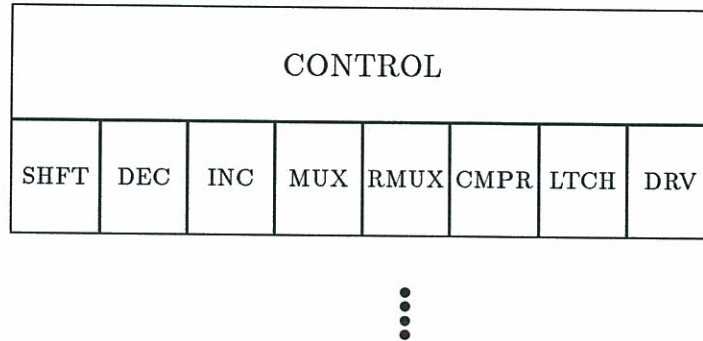 CONTROL
SHFT DEC INC MUX RMUX CMPR LTCH DRV